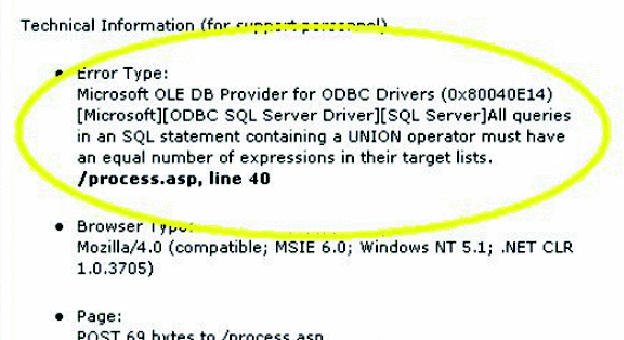 Technical Information (for support personnel)
Error Type:
Microsoft OLE DB Provider for ODBC Drivers (0x80040E14)
[Microsoft][ODBC SQL Server Driver][SQL Server]All queries
in an SQL statement containing a UNION operator must have
an equal number of expressions in their target lists.
/process.asp, line 40
Browser Type:
Mozilla/4.0 (compatible; MSIE 6.0; Windows NT 5.1; .NET CLR
1.0.3705)
Page:
POST 69 bytes to /process.asp